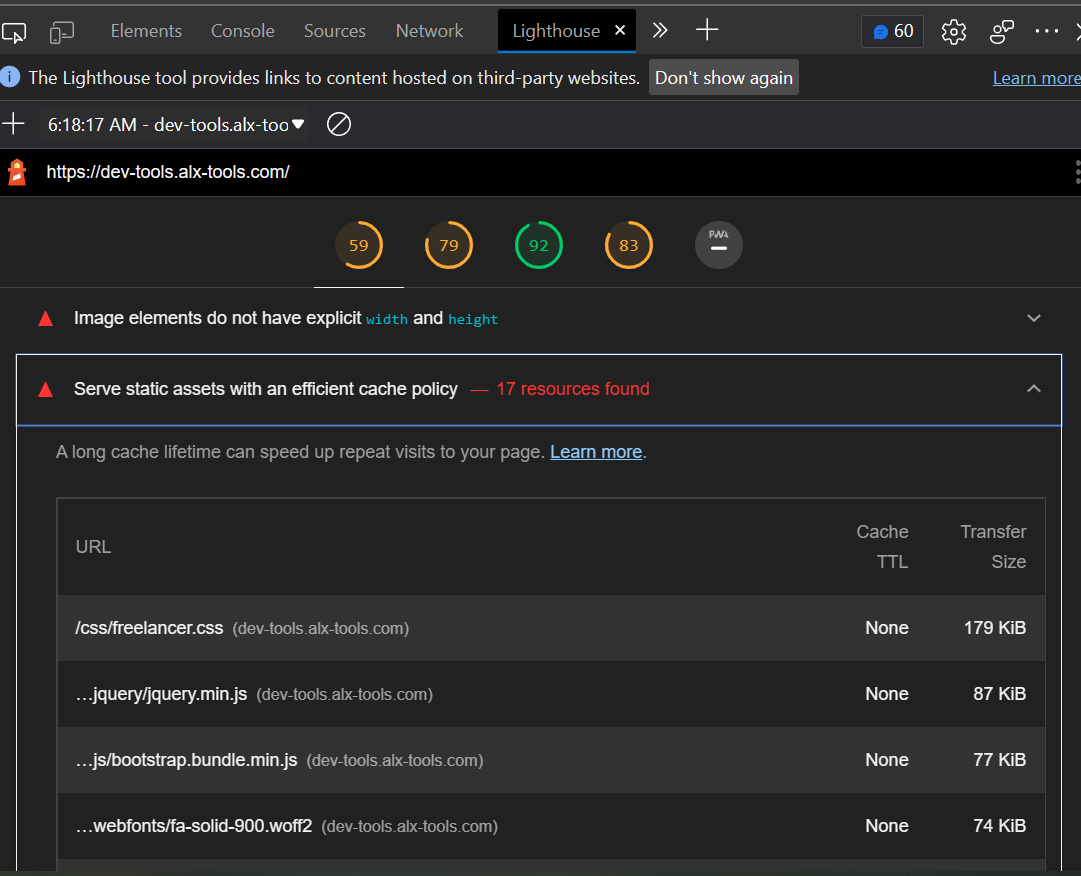 Elements Console Sources Network Lighthouse × 60
The Lighthouse tool provides links to content hosted on third-party websites. Don't show again Learn more
6:18:17 AM - dev-tools.alx-too
https://dev-tools.alx-tools.com/
59 79 92 83 PWA
Image elements do not have explicit width and height
Serve static assets with an efficient cache policy — 17 resources found
A long cache lifetime can speed up repeat visits to your page. Learn more.
URL Cache TTL Transfer Size
/css/freelancer.css (dev-tools.alx-tools.com) None 179 KiB
…jquery/jquery.min.js (dev-tools.alx-tools.com) None 87 KiB
…js/bootstrap.bundle.min.js (dev-tools.alx-tools.com) None 77 KiB
…webfonts/fa-solid-900.woff2 (dev-tools.alx-tools.com) None 74 KiB